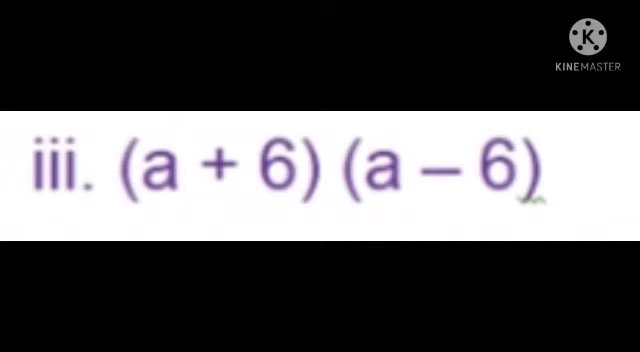 K
KINEMASTER
iii. (a + 6) (a – 6)